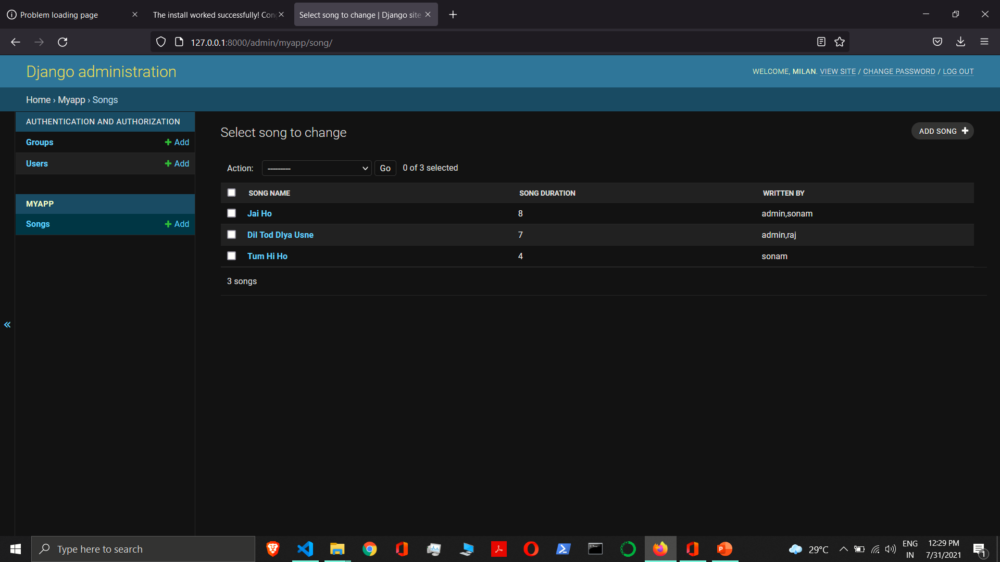 Problem loading page
The install worked successfully! Con
Select song to change | Django site
127.0.0.1:8000/admin/myapp/song/
Django administration
WELCOME, MILAN. VIEW SITE / CHANGE PASSWORD / LOG OUT
Home › Myapp › Songs
AUTHENTICATION AND AUTHORIZATION
Groups + Add
Users + Add
MYAPP
Songs + Add
Select song to change
ADD SONG +
Action: --------- Go 0 of 3 selected
SONG NAME SONG DURATION WRITTEN BY
Jai Ho 8 admin,sonam
Dil Tod DIya Usne 7 admin,raj
Tum Hi Ho 4 sonam
3 songs
«
Type here to search
29°C
ENG
IN
12:29 PM
7/31/2021
1